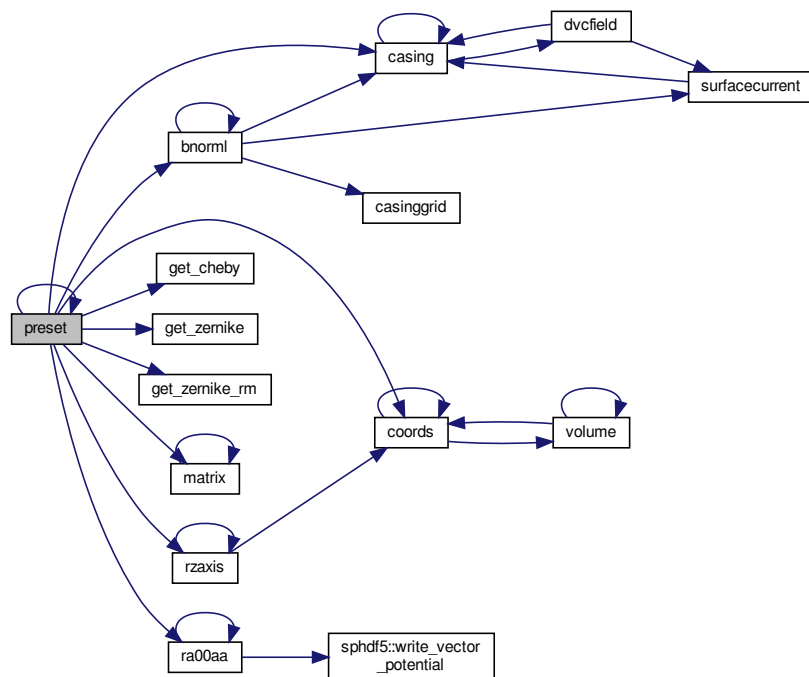 dvcfield
casing
surfacecurrent
bnorml
casinggrid
get_cheby
preset
get_zernike
get_zernike_rm
coords
volume
matrix
rzaxis
sphdf5::write_vector
_potential
ra00aa